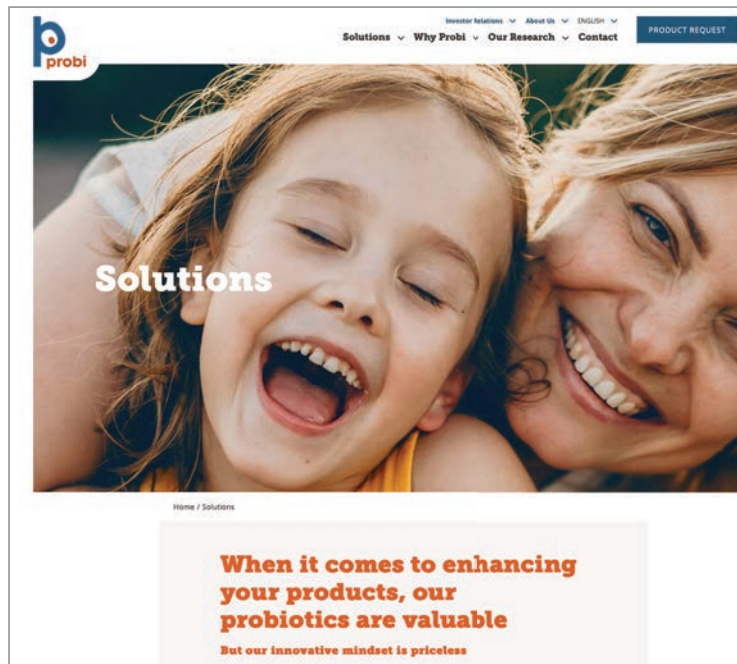 probi
Investor Relations About Us ENGLISH
Solutions Why Probi Our Research Contact
PRODUCT REQUEST
Solutions
Home / Solutions
When it comes to enhancing
your products, our
probiotics are valuable
But our innovative mindset is priceless